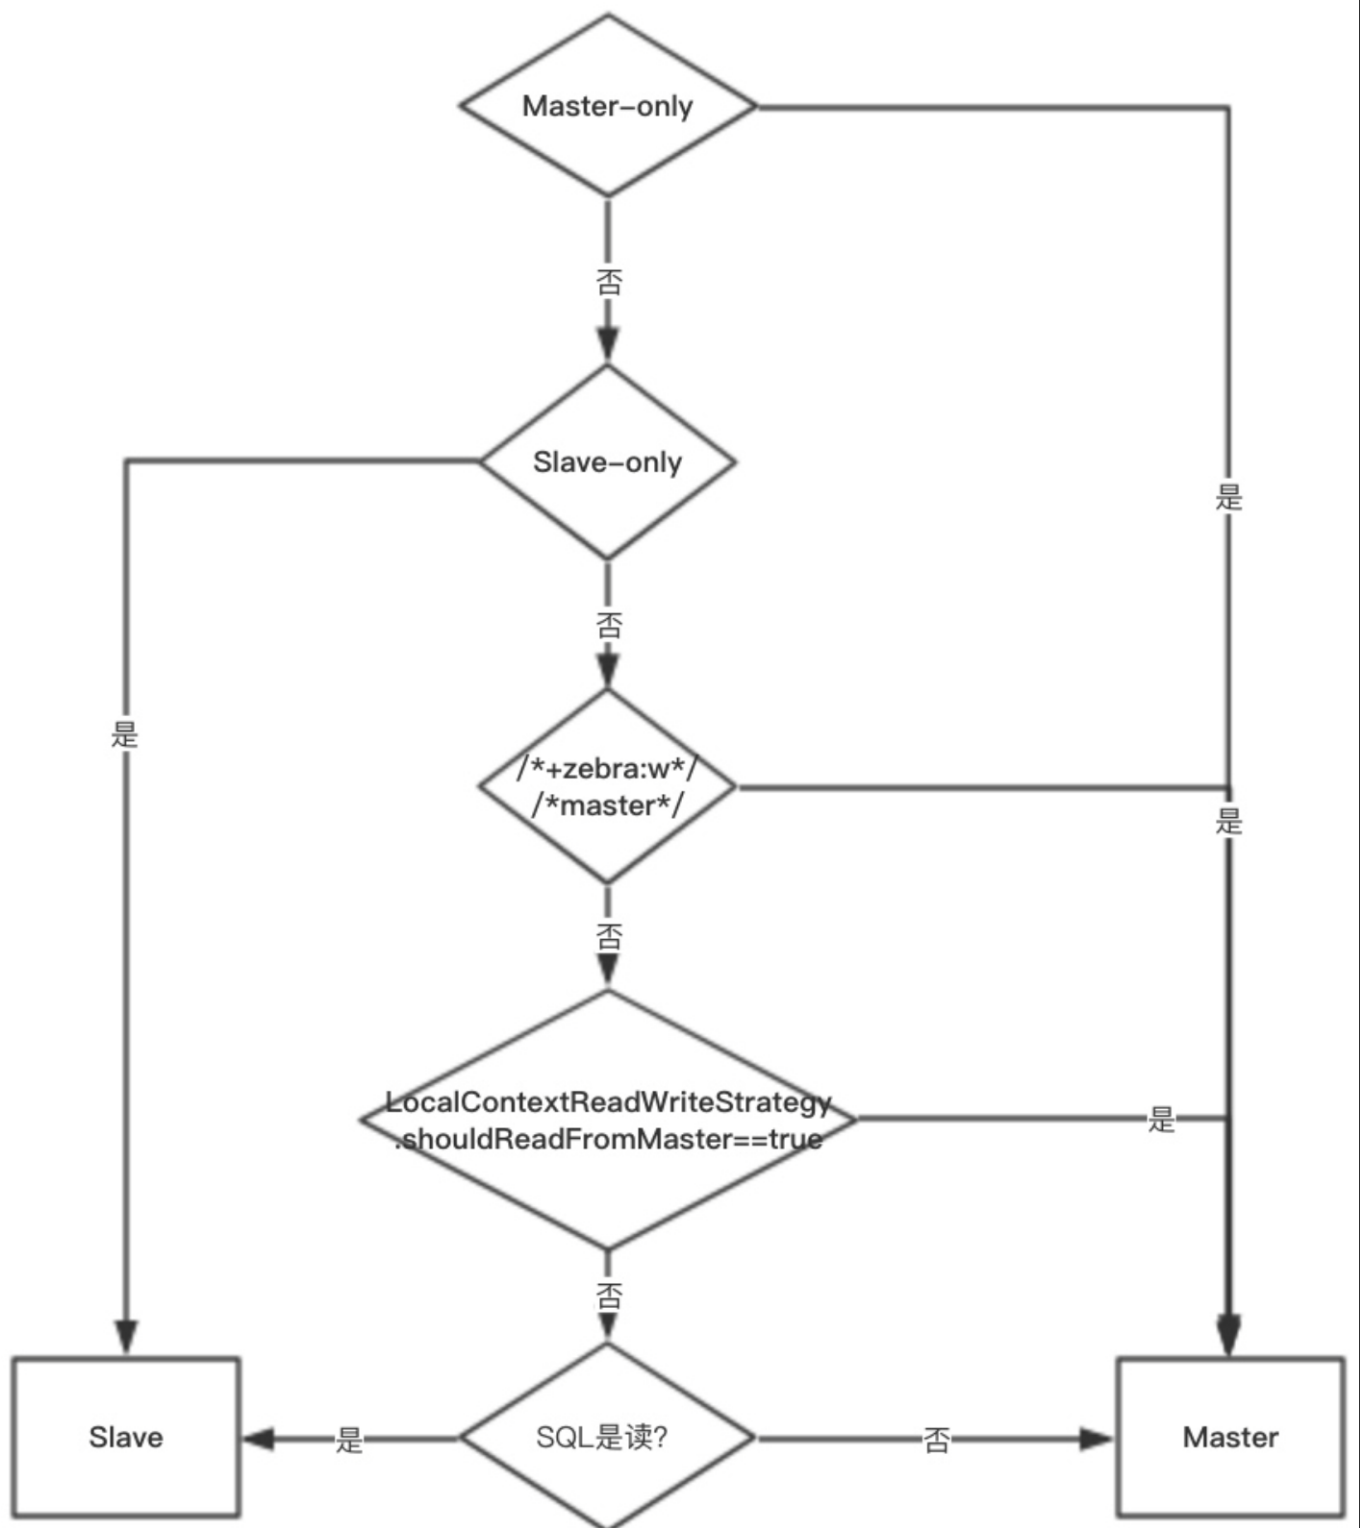 Master-only
否
Slave-only
是
否
是
/*+zebra:w*/
/*master*/
是
否
LocalContextReadWriteStrategy
.shouldReadFromMaster==true
是
否
Slave
是
SQL是读?
否
Master